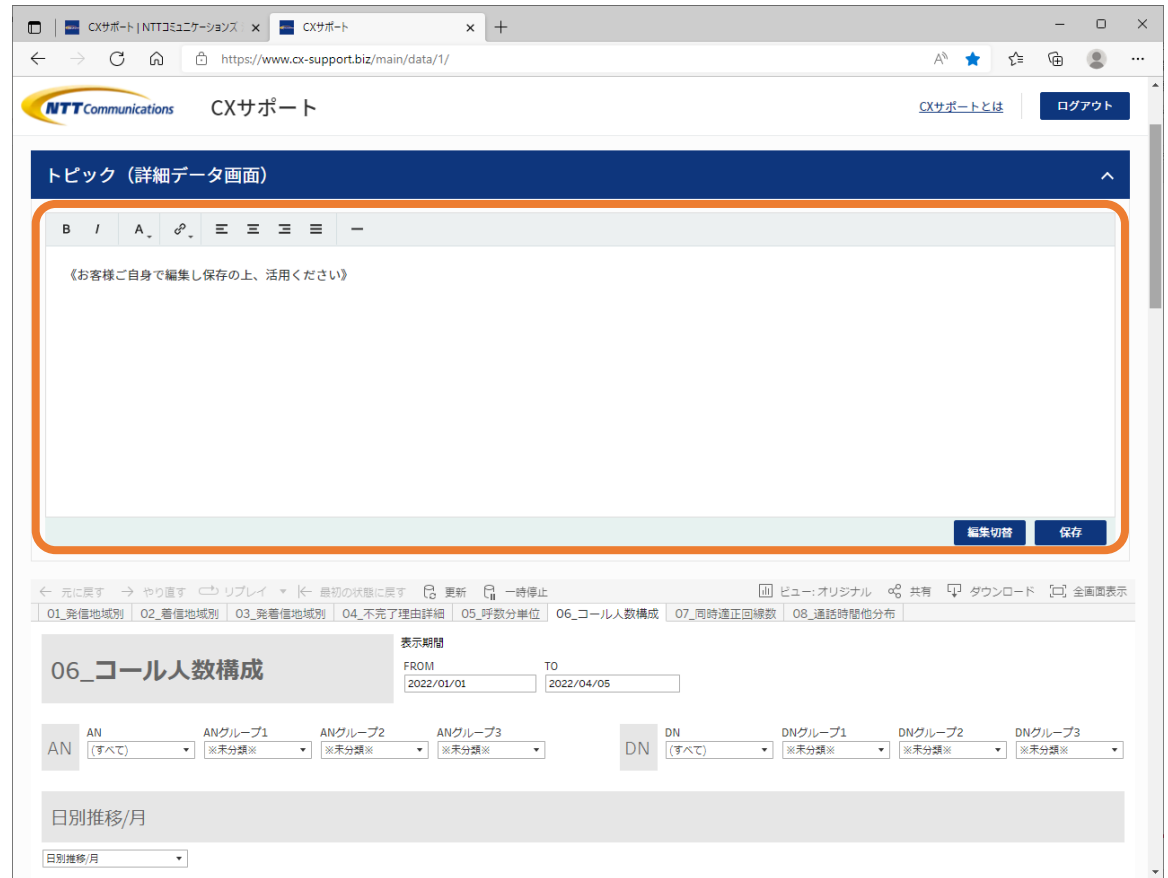 CXサポート | NTTコミュニケーションズ
CXサポート
https://www.cx-support.biz/main/data/1/
NTT Communications
CXサポート
CXサポートとは
ログアウト
トピック（詳細データ画面）
B I A
《お客様ご自身で編集し保存の上、活用ください》
編集切替
保存
元に戻す やり直す リプレイ 最初の状態に戻す 更新 一時停止 ビュー: オリジナル 共有 ダウンロード 全画面表示
01_発信地域別 02_着信地域別 03_発着信地域別 04_不完了理由詳細 05_呼数分単位 06_コール人数構成 07_同時適正回線数 08_通話時間他分布
06_コール人数構成
表示期間
FROM TO
2022/01/01 2022/04/05
AN
AN ANグループ1 ANグループ2 ANグループ3
(すべて) ※未分類※ ※未分類※ ※未分類※
DN
DN DNグループ1 DNグループ2 DNグループ3
(すべて) ※未分類※ ※未分類※ ※未分類※
日別推移/月
日別推移/月